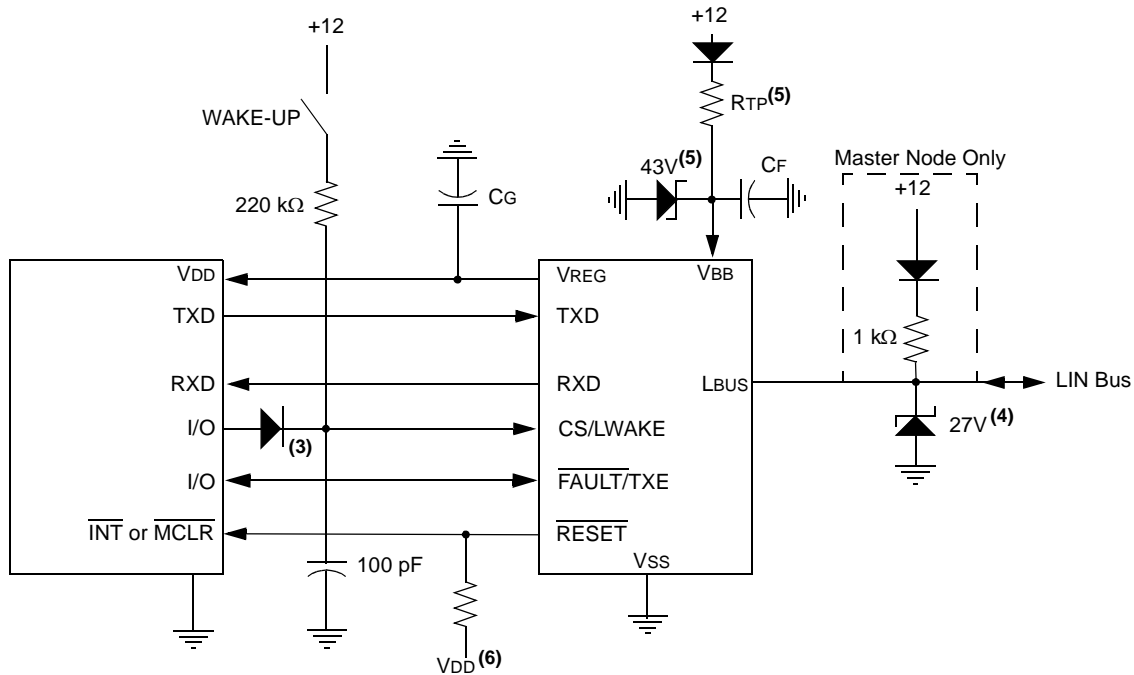 +12
+12
WAKE-UP
RTP(5)
43V(5)
CF
Master Node Only
+12
220 kΩ
CG
VDD
VREG
VBB
TXD
TXD
1 kΩ
RXD
RXD
LBUS
LIN Bus
I/O
(3)
CS/LWAKE
27V(4)
I/O
FAULT/TXE
INT or MCLR
RESET
100 pF
VSS
VDD(6)